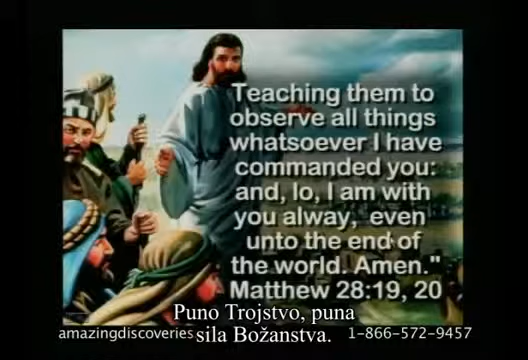 Teaching them to
observe all things
whatsoever I have
commanded you:
and, lo, I am with
you alway, even
unto the end of
the world. Amen."
Matthew 28:19, 20
Puno Trojstvo, puna
sila Božanstva.
amazingdiscoveries
1-866-572-9457